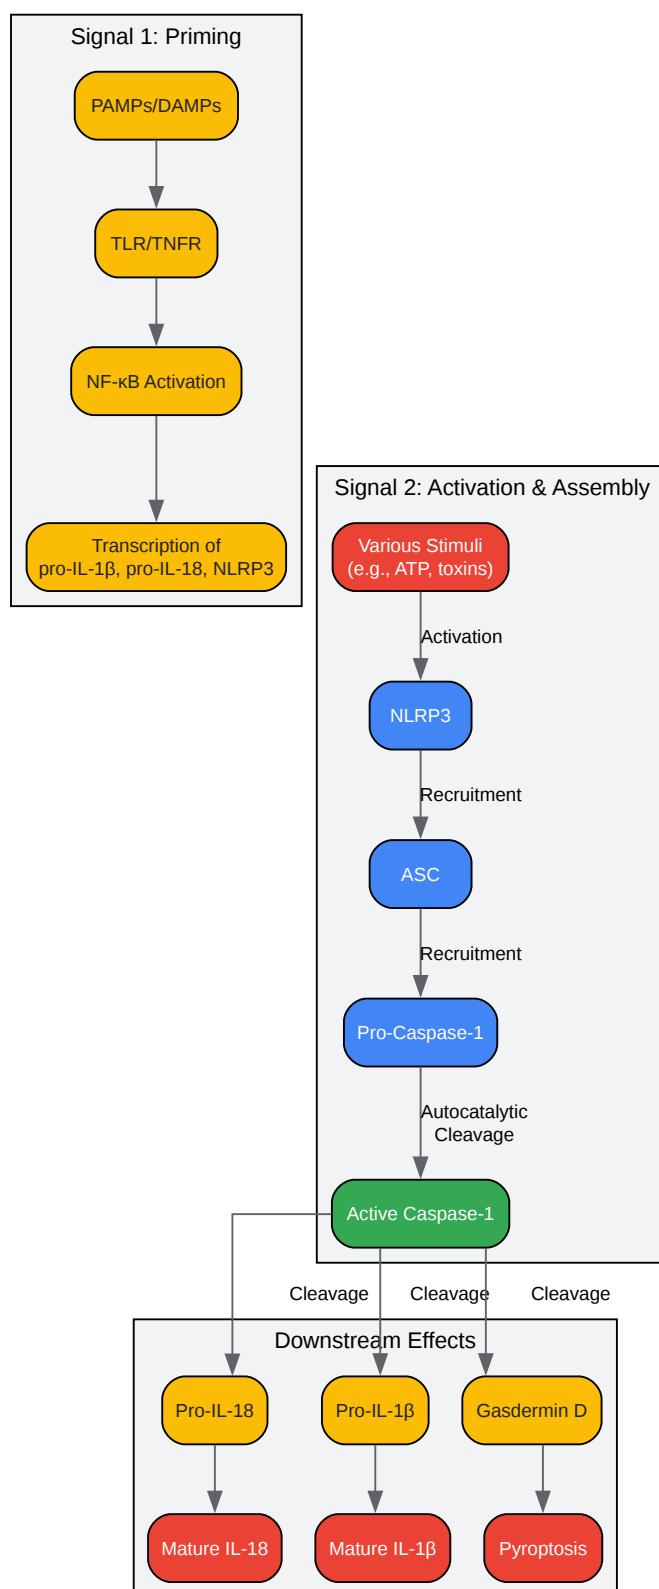 Signal 1: Priming
PAMPs/DAMPs
TLR/TNFR
NF-κB Activation
Transcription of
pro-IL-1β, pro-IL-18, NLRP3
Signal 2: Activation & Assembly
Various Stimuli
(e.g., ATP, toxins)
Activation
NLRP3
Recruitment
ASC
Recruitment
Pro-Caspase-1
Autocatalytic
Cleavage
Active Caspase-1
Cleavage
Cleavage
Cleavage
Downstream Effects
Pro-IL-18
Pro-IL-1β
Gasdermin D
Mature IL-18
Mature IL-1β
Pyroptosis